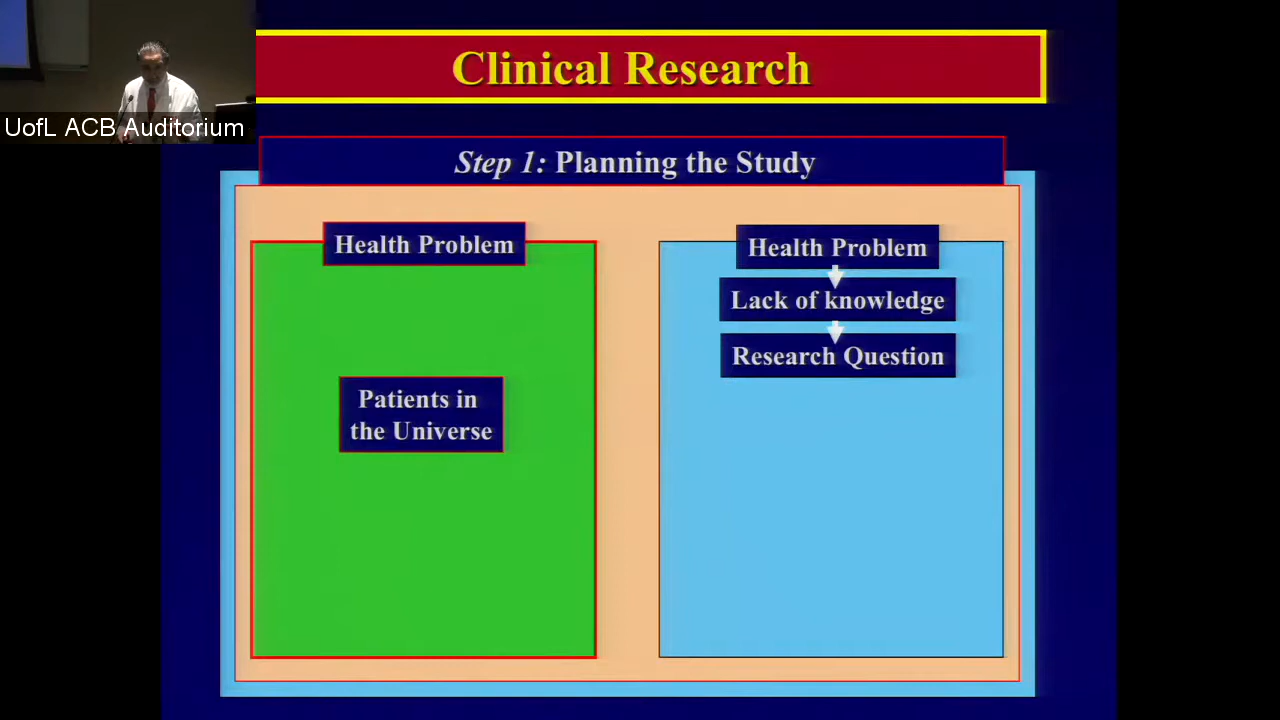 Clinical Research
UofL ACB Auditorium
Step 1: Planning the Study
Health Problem
Patients in
the Universe
Health Problem
Lack of knowledge
Research Question